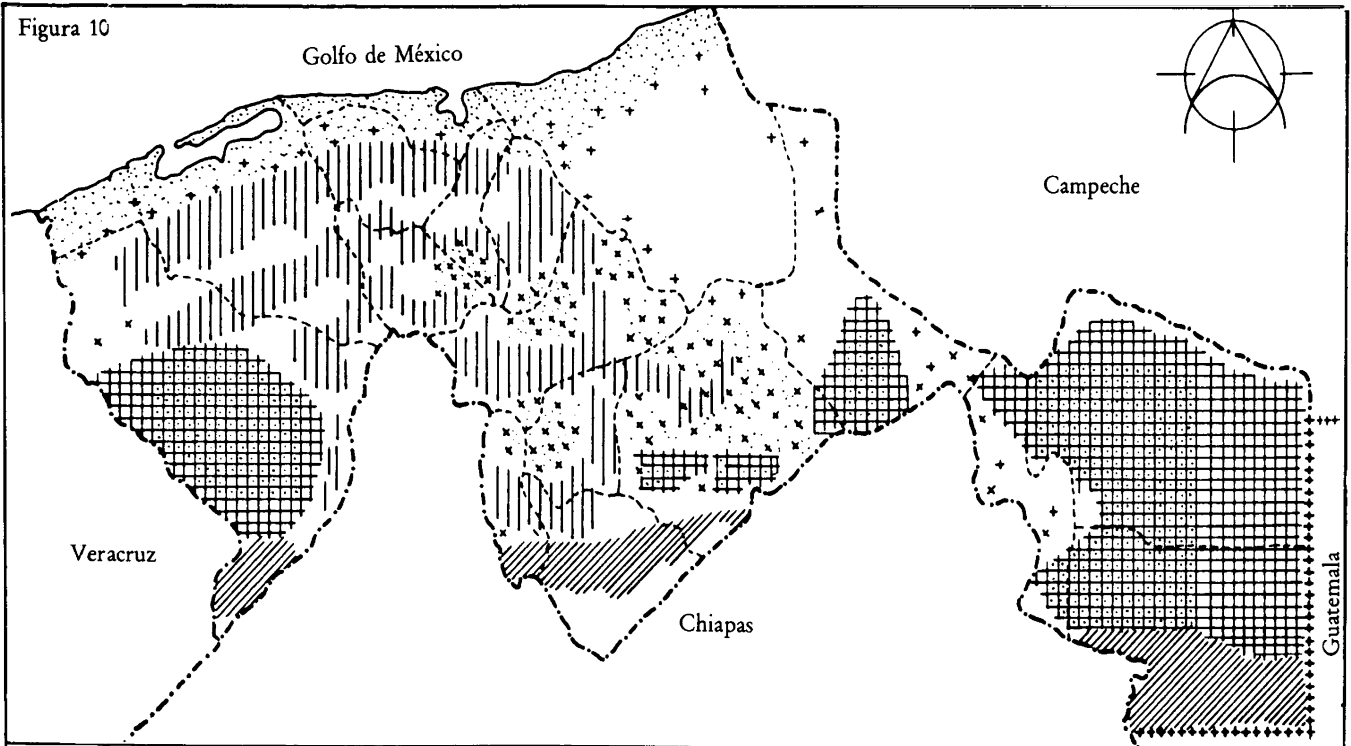 Figura 10
Golfo de México
Campeche
Veracruz
Chiapas
Guatemala